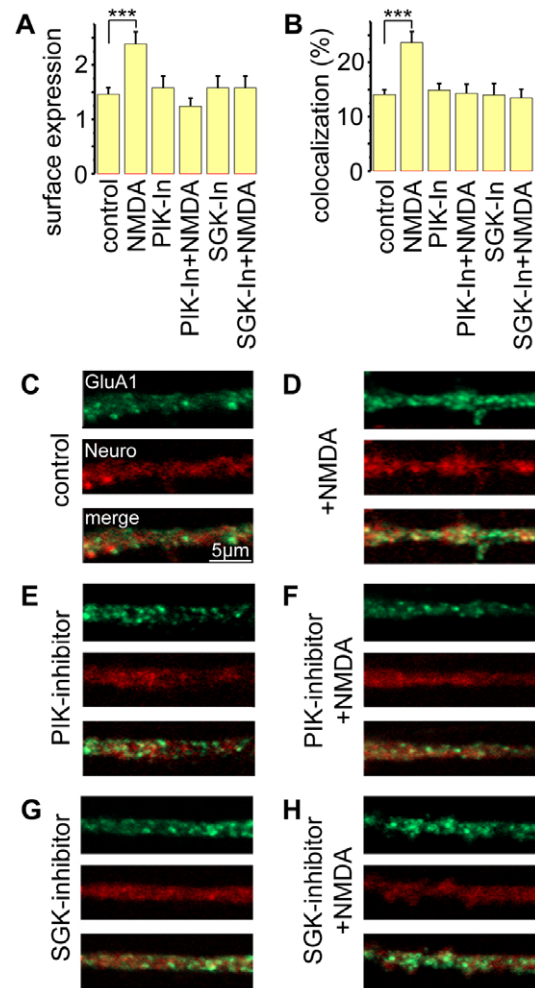 A
***
surface expression
2
1
control
NMDA
PIK-In
PIK-In+NMDA
SGK-In
SGK-In+NMDA
B
***
colocalization (%)
20
10
0
control
NMDA
PIK-In
PIK-In+NMDA
SGK-In
SGK-In+NMDA
C
GluA1
control
Neuro
merge
5µm
D
+NMDA
E
PIK-inhibitor
F
PIK-inhibitor
+NMDA
G
SGK-inhibitor
H
SGK-inhibitor
+NMDA